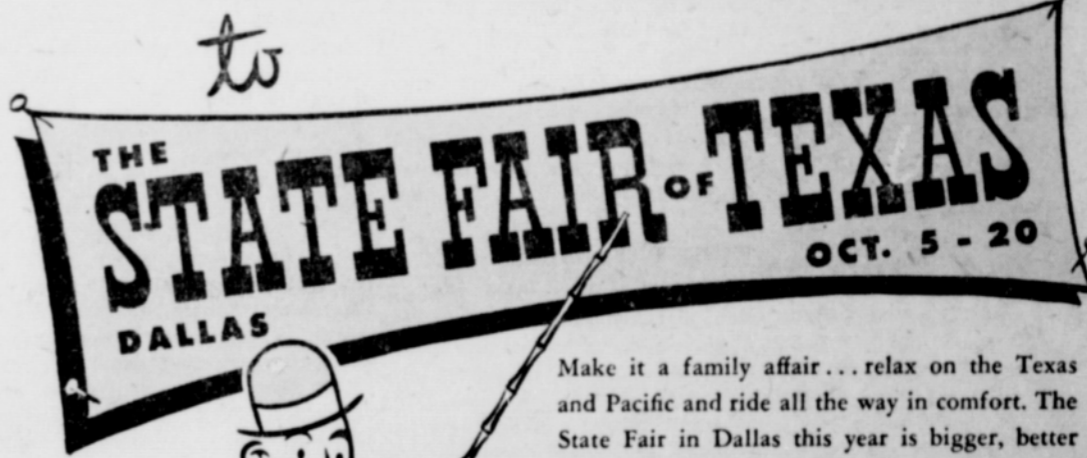 to
THE
STATE FAIR OF TEXAS
OCT. 5 - 20
DALLAS
Make it a family affair... relax on the Texas
and Pacific and ride all the way in comfort. The
State Fair in Dallas this year is bigger, better